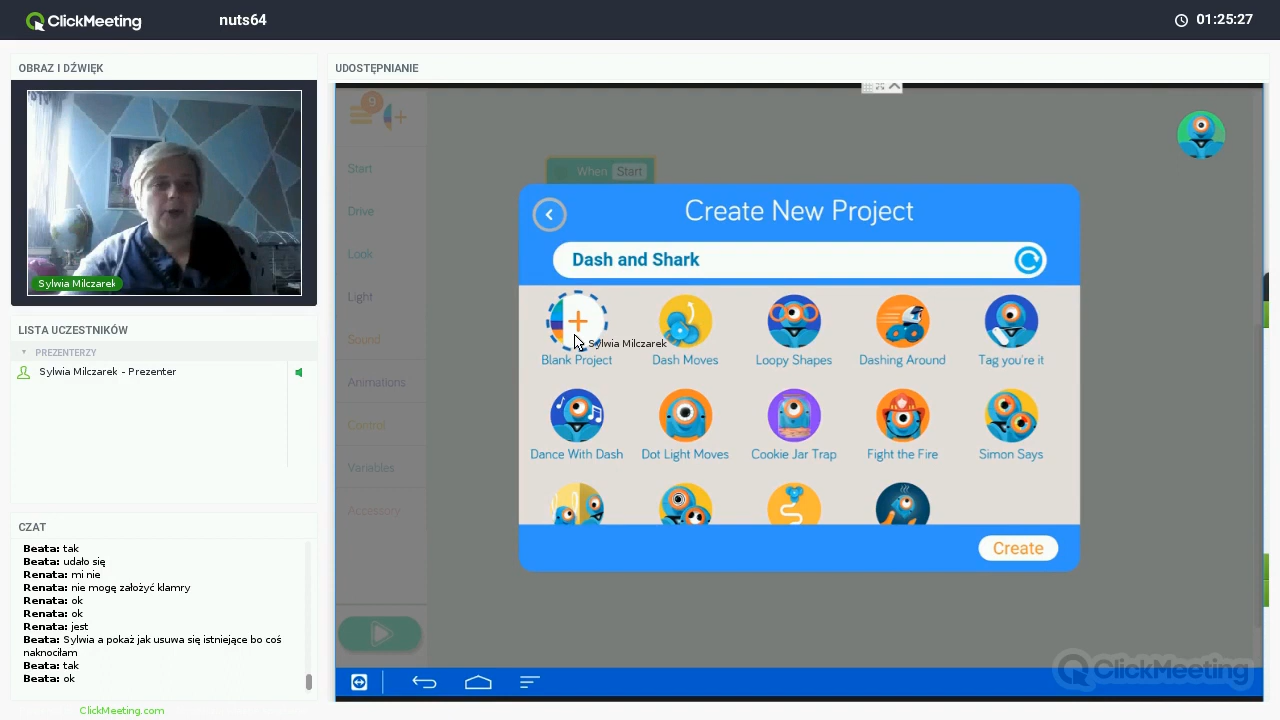 ClickMeeting
nuts64
01:25:27
OBRAZ I DŹWIĘK
Sylwia Milczarek
LISTA UCZESTNIKÓW
PREZENTERZY
Sylwia Milczarek - Prezenter
CZAT
Beata: tak
Beata: udało się
Renata: mi nie
Renata: nie mogę założyć klamry
Renata: ok
Renata: ok
Renata: jest
Beata: Sylwia a pokaż jak usuwa się istniejące bo coś
naknociłam
Beata: tak
Beata: ok
ClickMeeting.com
UDOSTĘPNIANIE
9
Start
Drive
Look
Light
Sound
Animations
Control
Variables
Accessory
When Start
Create New Project
Dash and Shark
Sylwia Milczarek
Blank Project
Dash Moves
Loopy Shapes
Dashing Around
Tag you're it
Dance With Dash
Dot Light Moves
Cookie Jar Trap
Fight the Fire
Simon Says
Create
ClickMeeting